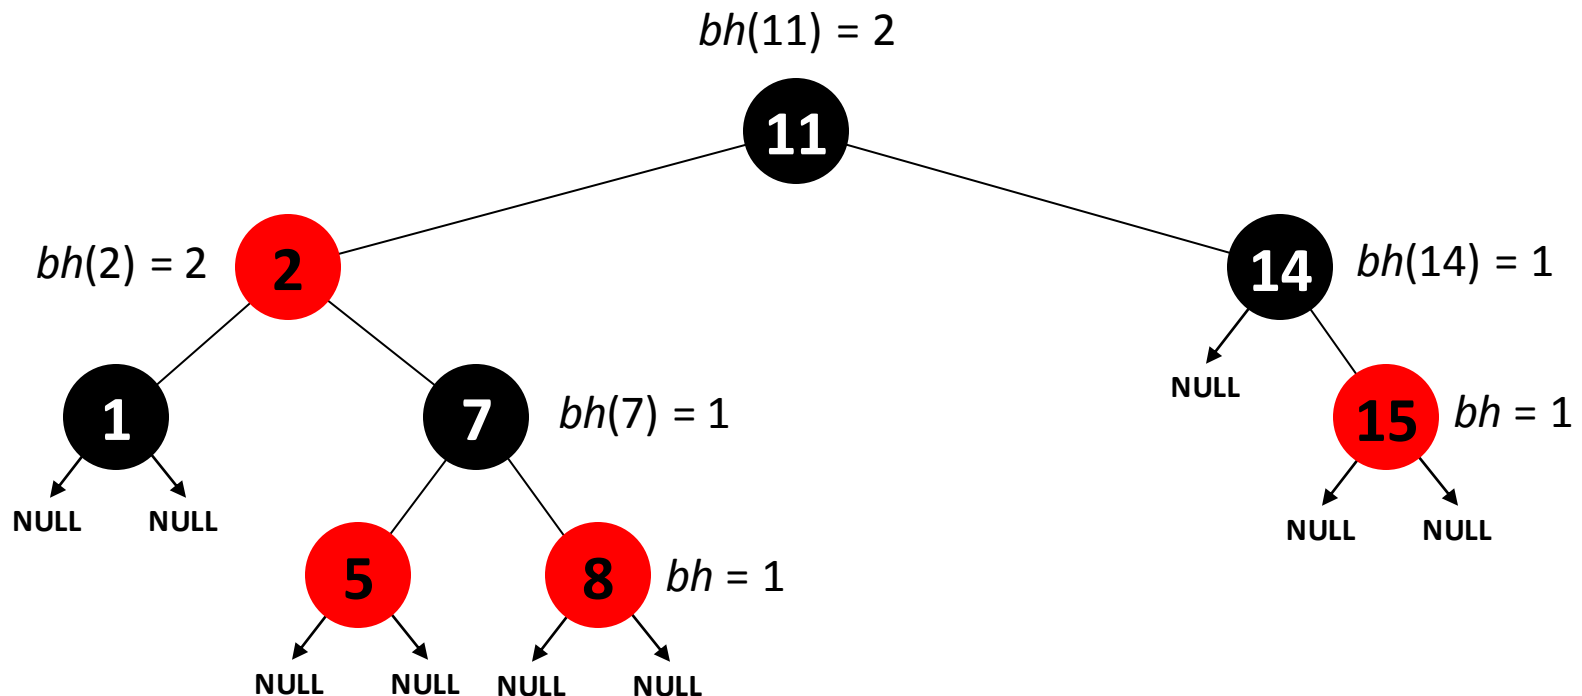 bh(11) = 2
11
bh(2) = 2
2
14
bh(14) = 1
1
7
bh(7) = 1
NULL
15
bh = 1
NULL
NULL
5
8
bh = 1
NULL
NULL
NULL
NULL
NULL
NULL